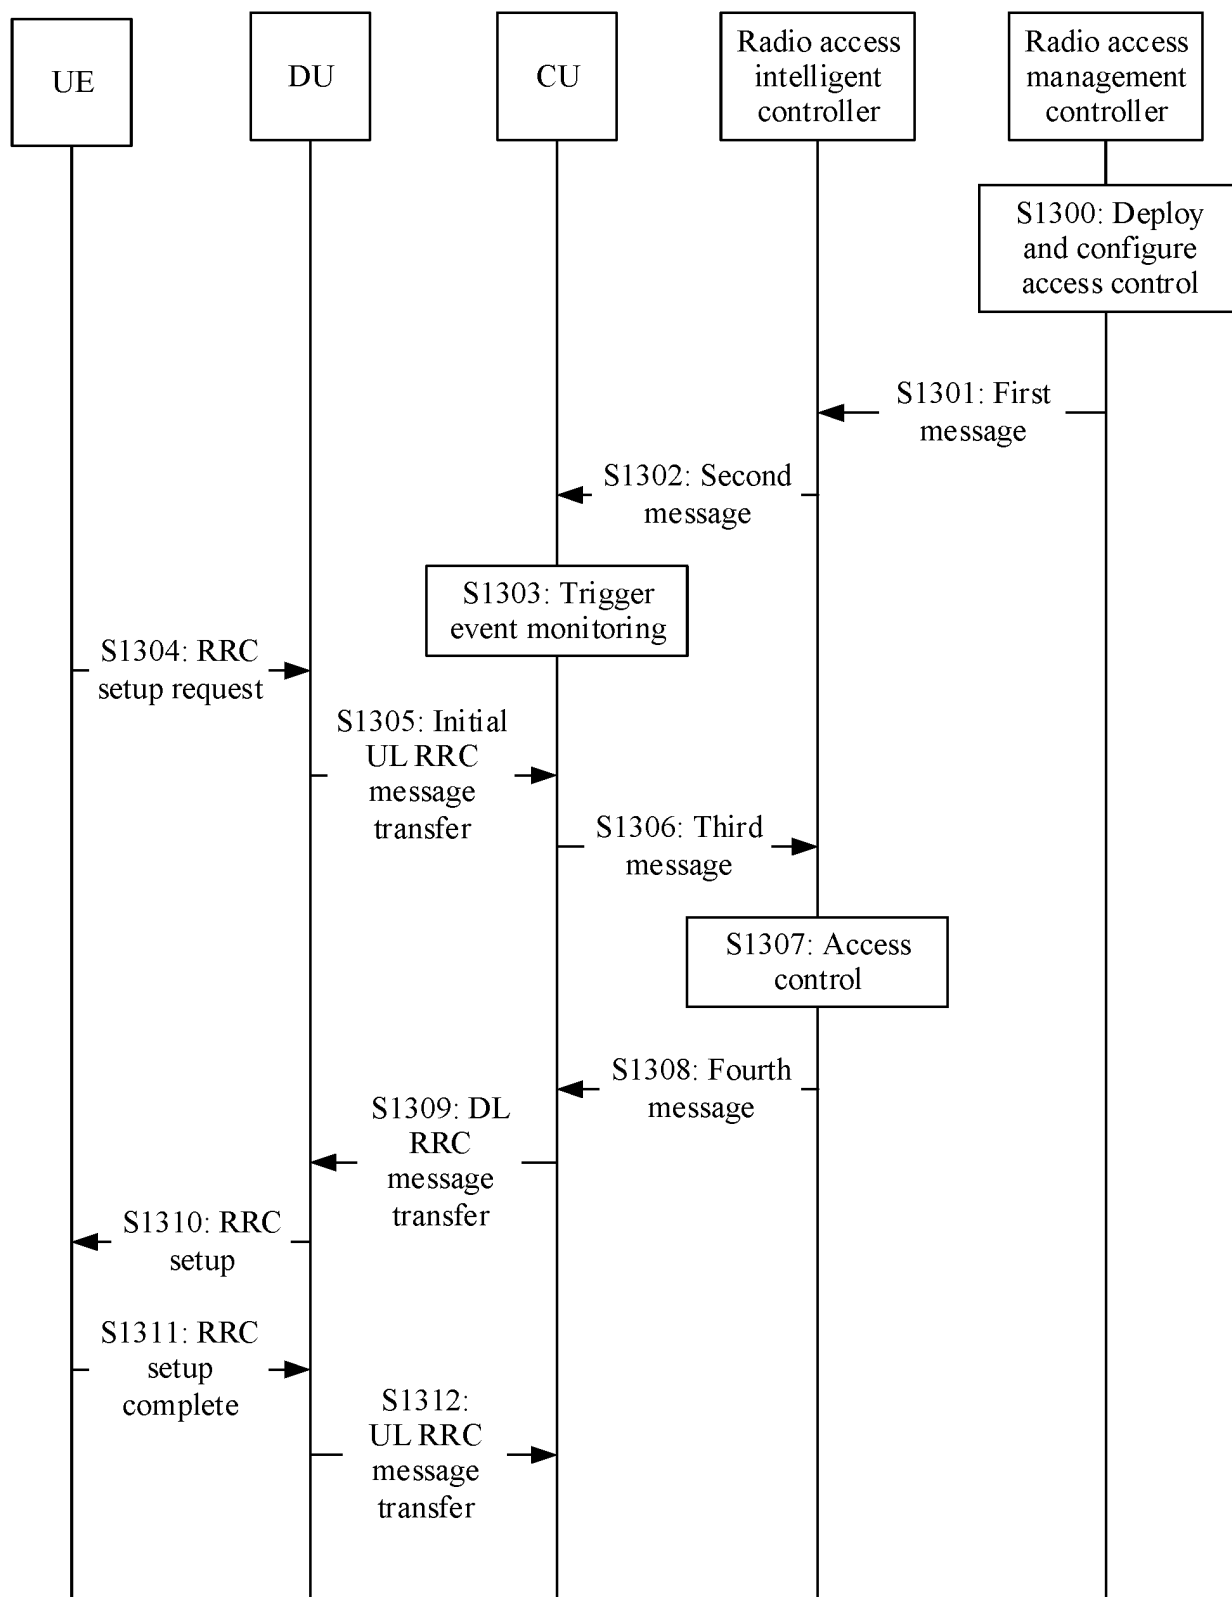 UE
DU
CU
Radio access
intelligent
controller
Radio access
management
controller
S1300: Deploy
and configure
access control
S1301: First
message
S1302: Second
message
S1303: Trigger
event monitoring
S1304: RRC
setup request
S1305: Initial
UL RRC
message
transfer
S1306: Third
message
S1307: Access
control
S1308: Fourth
message
S1309: DL
RRC
message
transfer
S1310: RRC
setup
S1311: RRC
setup
complete
S1312:
UL RRC
message
transfer